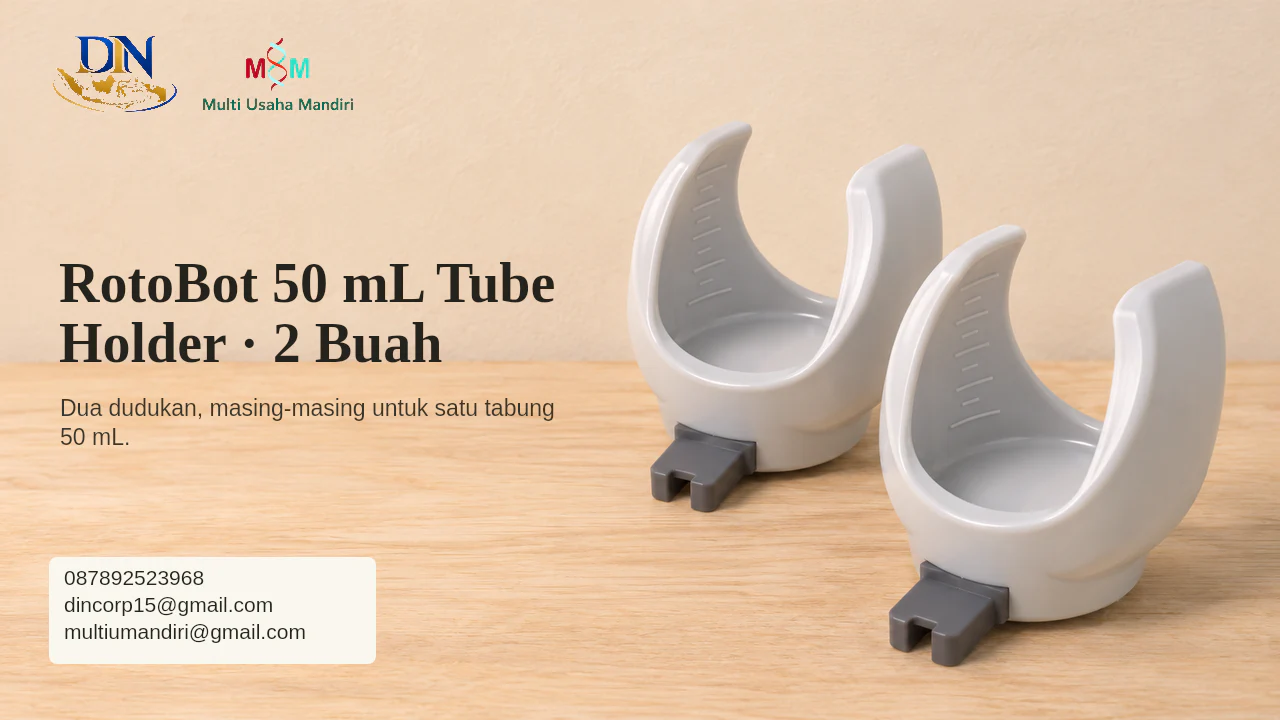 DIN
MSM
Multi Usaha Mandiri
RotoBot 50 mL Tube
Holder · 2 Buah
Dua dudukan, masing-masing untuk satu tabung
50 mL.
087892523968
dincorp15@gmail.com
multiumandiri@gmail.com